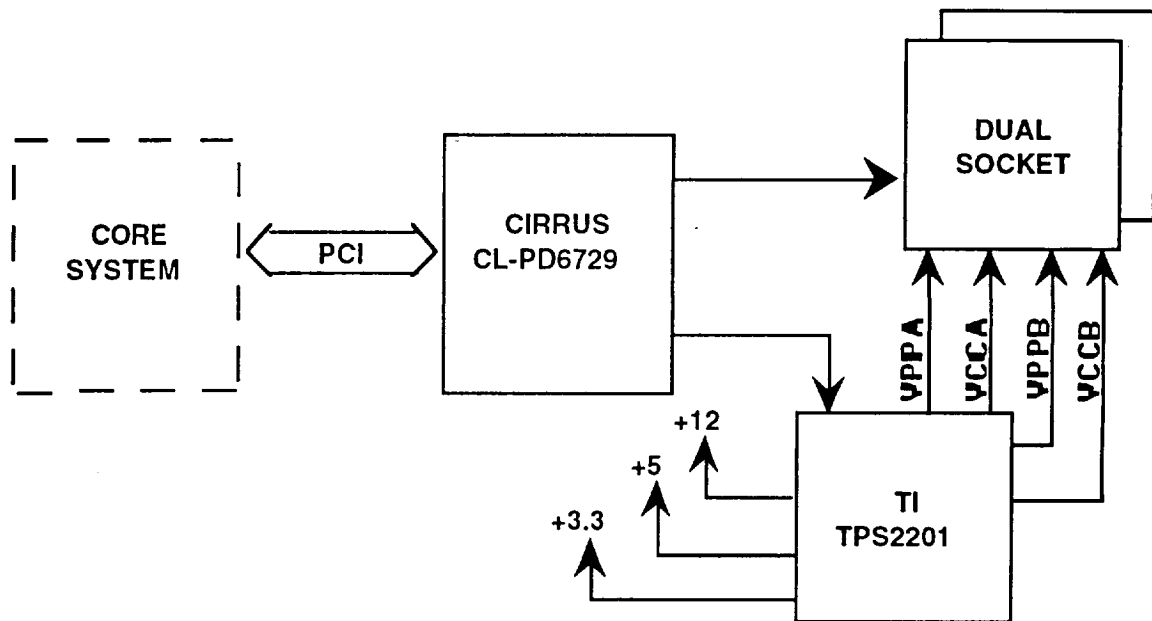 DUAL
SOCKET
CORE
SYSTEM
PCI
CIRRUS
CL-PD6729
VPPA
VCCA
VPPB
VCCB
+12
+5
+3.3
TI
TPS2201